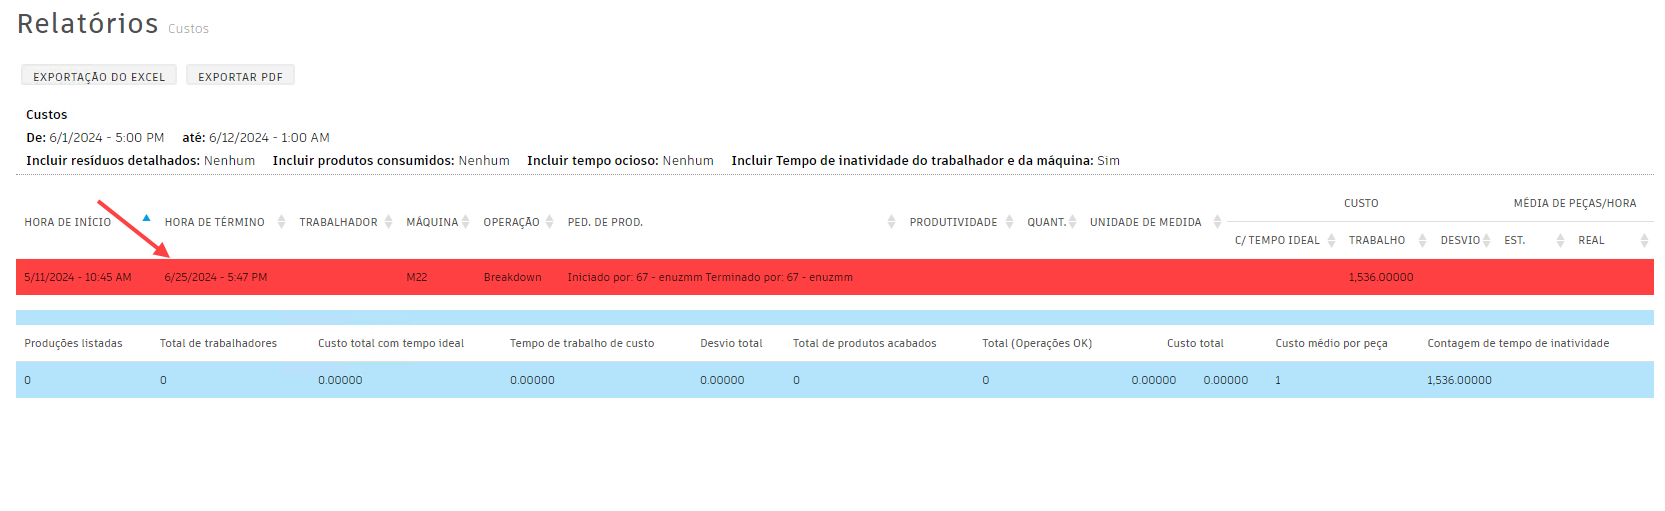 Relatórios Custos
EXPORTAÇÃO DO EXCEL EXPORTAR PDF
Custos
De: 6/1/2024 - 5:00 PM até: 6/12/2024 - 1:00 AM
Incluir resíduos detalhados: Nenhum Incluir produtos consumidos: Nenhum Incluir tempo ocioso: Nenhum Incluir Tempo de inatividade do trabalhador e da máquina: Sim
CUSTO MÉDIA DE PEÇAS/HORA
HORA DE INÍCIO HORA DE TÉRMINO TRABALHADOR MÁQUINA OPERAÇÃO PED. DE PROD. PRODUTIVIDADE QUANT. UNIDADE DE MEDIDA
C/ TEMPO IDEAL TRABALHO DESVIO EST. REAL
5/11/2024 - 10:45 AM 6/25/2024 - 5:47 PM M22 Breakdown Iniciado por: 67 - enuzmm Terminado por: 67 - enuzmm 1,536.00000
Produções listadas Total de trabalhadores Custo total com tempo ideal Tempo de trabalho de custo Desvio total Total de produtos acabados Total (Operações OK) Custo total Custo médio por peça Contagem de tempo de inatividade
0 0 0.00000 0.00000 0.00000 0 0 0.00000 0.00000 1 1,536.00000